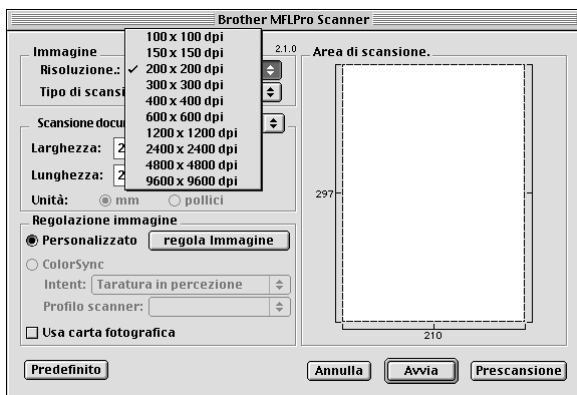 Brother MFLPro Scanner
Immagine
2.1.0
Risoluzione.:
100 x 100 dpi
150 x 150 dpi
✓ 200 x 200 dpi
300 x 300 dpi
400 x 400 dpi
600 x 600 dpi
1200 x 1200 dpi
2400 x 2400 dpi
4800 x 4800 dpi
9600 x 9600 dpi
Tipo di scansi
Scansione docu
Larghezza: 2
Lunghezza: 2
Unità: mm pollici
Regolazione immagine
Personalizzato regola Immagine
ColorSync
Intent: Taratura in percezione
Profilo scanner:
Usa carta fotografica
Area di scansione.
297
210
Predefinito
Annulla Avvia Prescansione